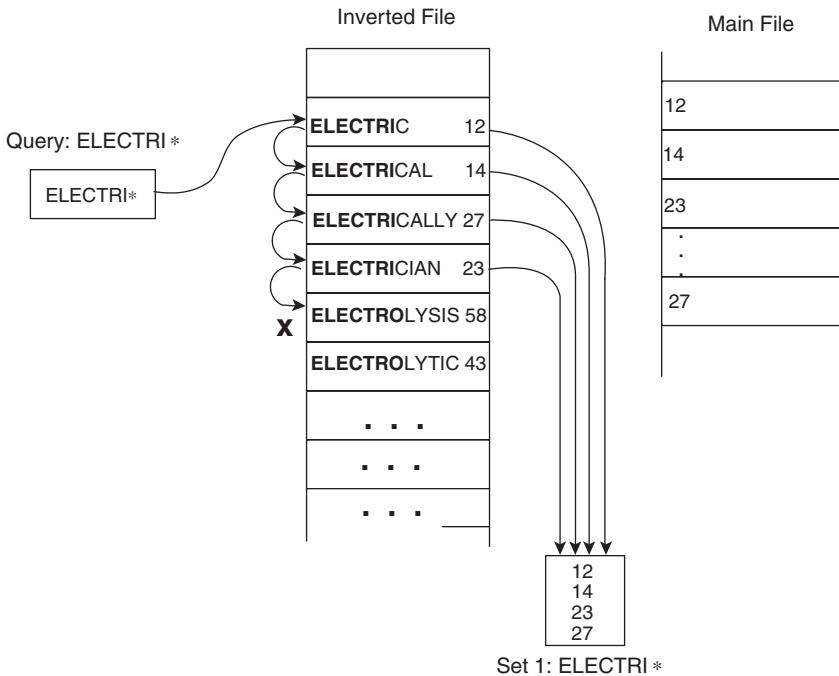 Inverted File
Main File
Query: ELECTRI*
ELECTRI*
ELECTRIC 12
ELECTRICAL 14
ELECTRICALLY 27
ELECTRICIAN 23
X
ELECTROLYSIS 58
ELECTROLYTIC 43
. . .
. . .
. . .
12
14
23
.
.
.
27
12
14
23
27
Set 1: ELECTRI*